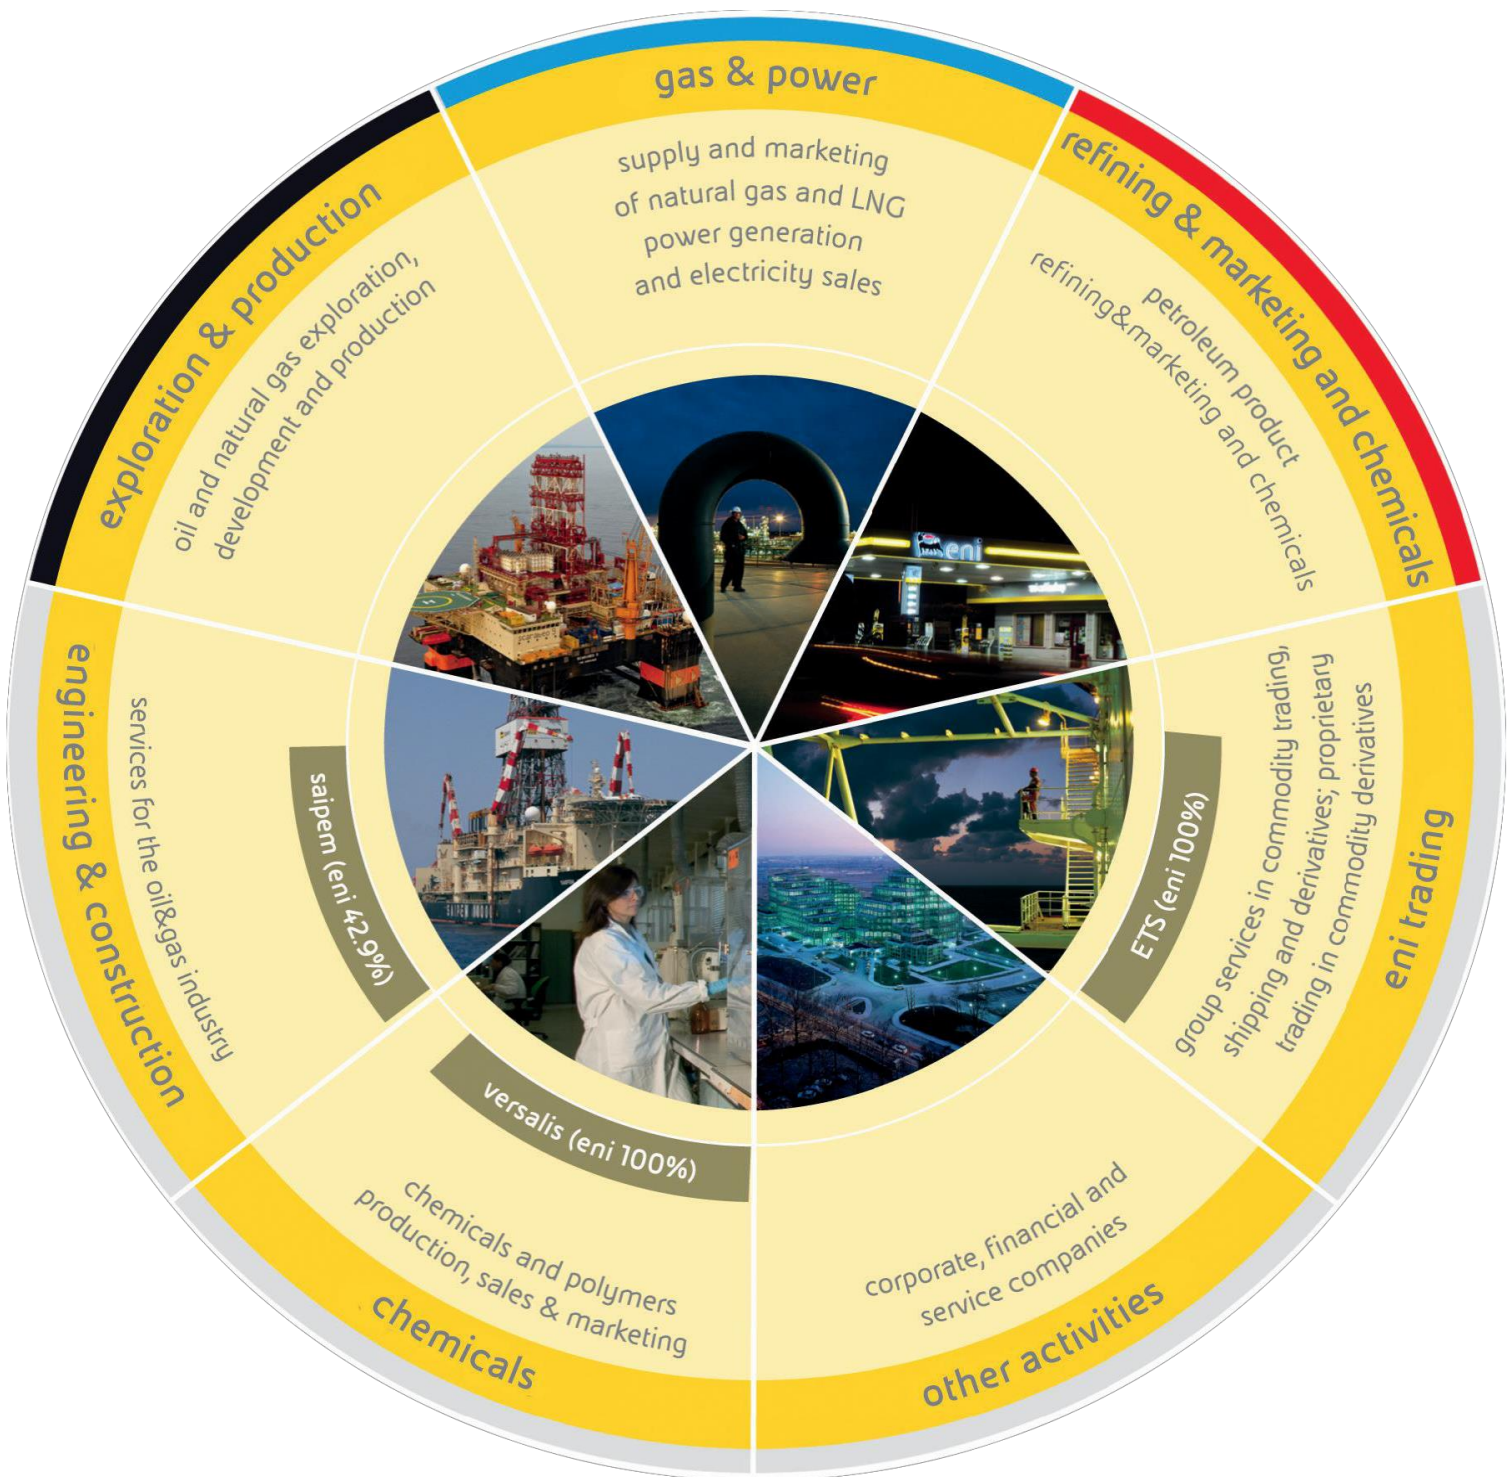 gas & power
supply and marketing
of natural gas and LNG
power generation
and electricity sales
refining & marketing and chemicals
petroleum product
refining&marketing and chemicals
eni
eni trading
group services in commodity trading,
shipping and derivatives; proprietary
trading in commodity derivatives
ETS (eni 100%)
other activities
corporate, financial and
service companies
chemicals
chemicals and polymers
production, sales & marketing
versalis (eni 100%)
engineering & construction
services for the oil&gas industry
saipem (eni 42.9%)
exploration & production
oil and natural gas exploration,
development and production